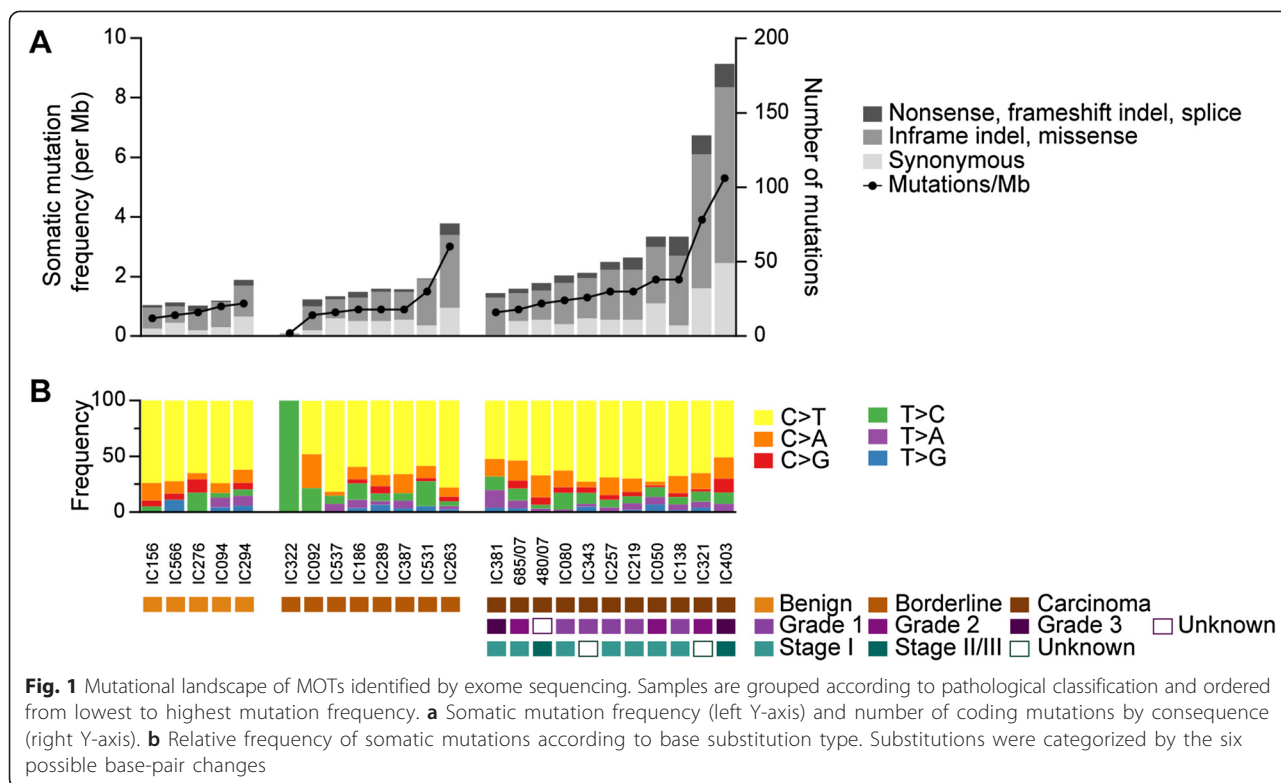 A
10
8
6
4
2
0
Somatic mutation
frequency (per Mb)
200
150
100
50
0
Number of mutations
Nonsense, frameshift indel, splice
Inframe indel, missense
Synonymous
Mutations/Mb
B
100
50
0
Frequency
C>T
C>A
C>G
T>C
T>A
T>G
IC156
IC566
IC276
IC094
IC294
IC322
IC092
IC537
IC186
IC289
IC387
IC531
IC263
IC381
685/07
480/07
IC080
IC343
IC257
IC219
IC050
IC138
IC321
IC403
Benign Borderline Carcinoma
Grade 1 Grade 2 Grade 3 Unknown
Stage I Stage II/III Unknown
Fig. 1 Mutational landscape of MOTs identified by exome sequencing. Samples are grouped according to pathological classification and ordered
from lowest to highest mutation frequency. a Somatic mutation frequency (left Y-axis) and number of coding mutations by consequence
(right Y-axis). b Relative frequency of somatic mutations according to base substitution type. Substitutions were categorized by the six
possible base-pair changes